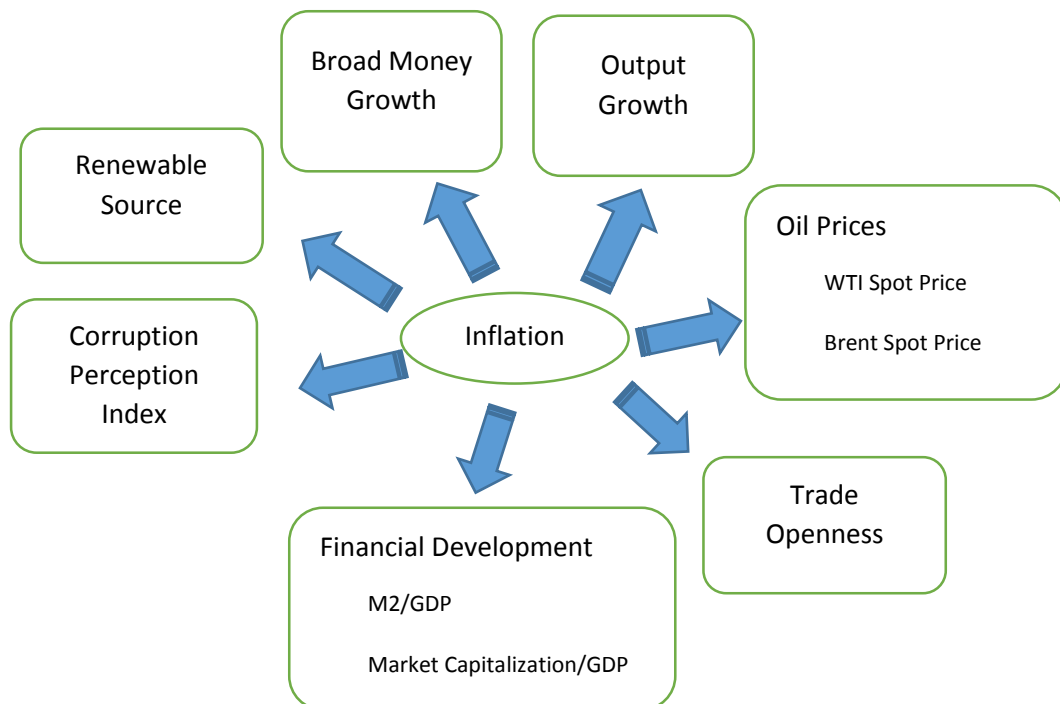 Broad Money
Growth
Output
Growth
Renewable
Source
Oil Prices
WTI Spot Price
Brent Spot Price
Inflation
Corruption
Perception
Index
Trade
Openness
Financial Development
M2/GDP
Market Capitalization/GDP